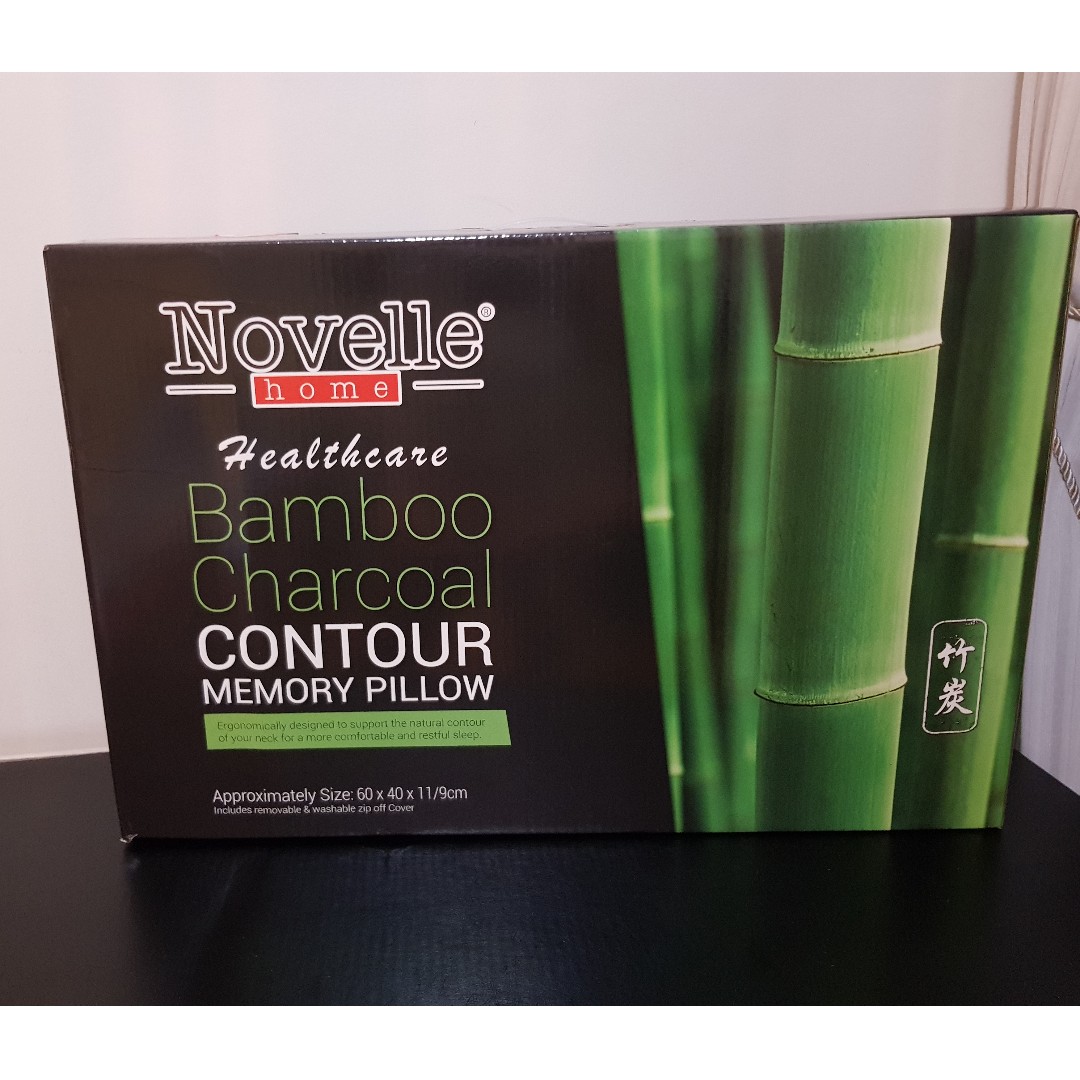 Novelle®
home
Healthcare
Bamboo
Charcoal
CONTOUR
MEMORY PILLOW
Ergonomically designed to support the natural contour
of your neck for a more comfortable and restful sleep.
Approximately Size: 60 x 40 x 11/9cm
Includes removable & washable zip off Cover
竹
炭